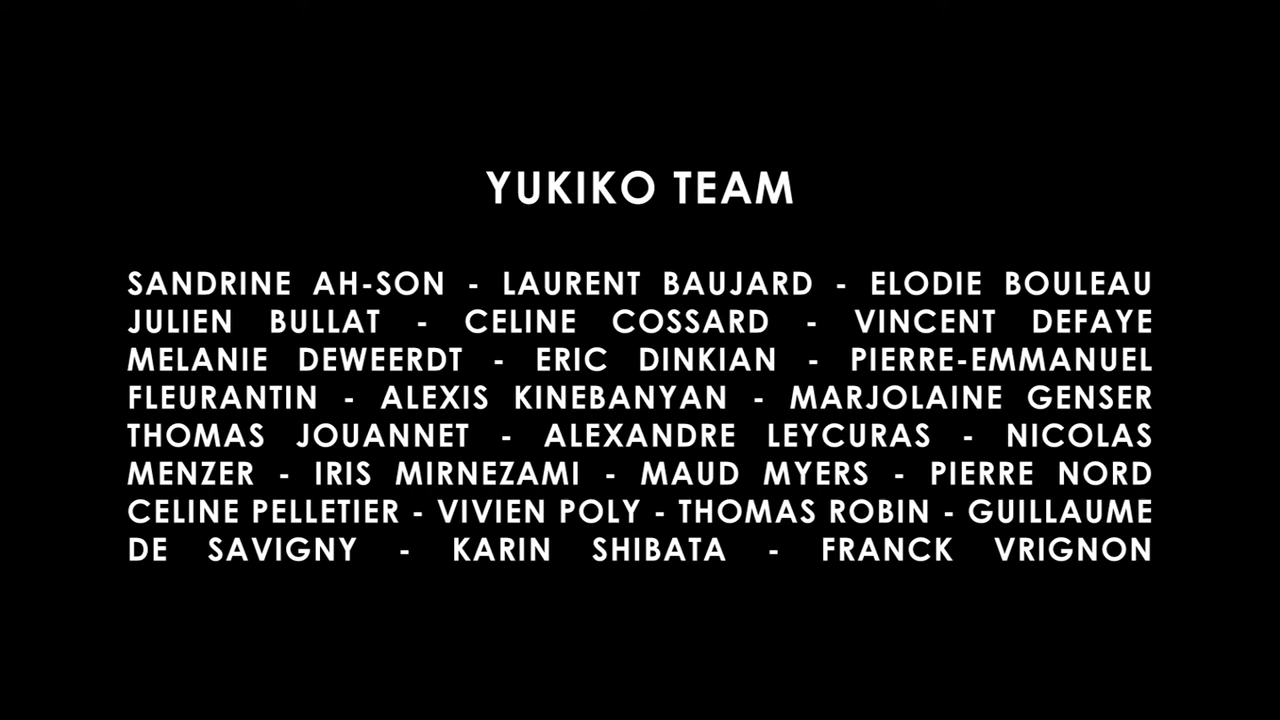 YUKIKO TEAM
SANDRINE AH-SON - LAURENT BAUJARD - ELODIE BOULEAU
JULIEN BULLAT - CELINE COSSARD - VINCENT DEFAYE
MELANIE DEWEERDT - ERIC DINKIAN - PIERRE-EMMANUEL
FLEURANTIN - ALEXIS KINEBANYAN - MARJOLAINE GENSER
THOMAS JOUANNET - ALEXANDRE LEYCURAS - NICOLAS
MENZER - IRIS MIRNEZAMI - MAUD MYERS - PIERRE NORD
CELINE PELLETIER - VIVIEN POLY - THOMAS ROBIN - GUILLAUME
DE SAVIGNY - KARIN SHIBATA - FRANCK VRIGNON